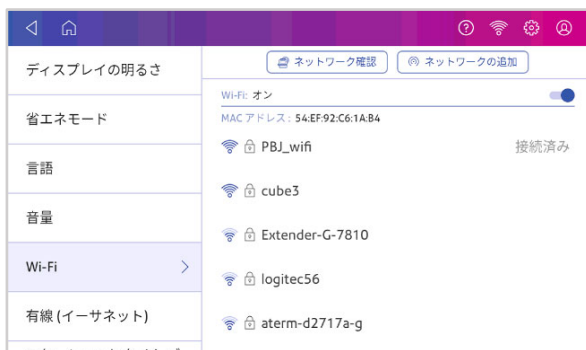 ディスプレイの明るさ
省エネモード
言語
音量
Wi-Fi
有線 (イーサネット)
ネットワーク確認
ネットワークの追加
Wi-Fi: オン
MAC アドレス: 54:EF:92:C6:1A:B4
PBJ_wifi 接続済み
cube3
Extender-G-7810
logitec56
aterm-d2717a-g